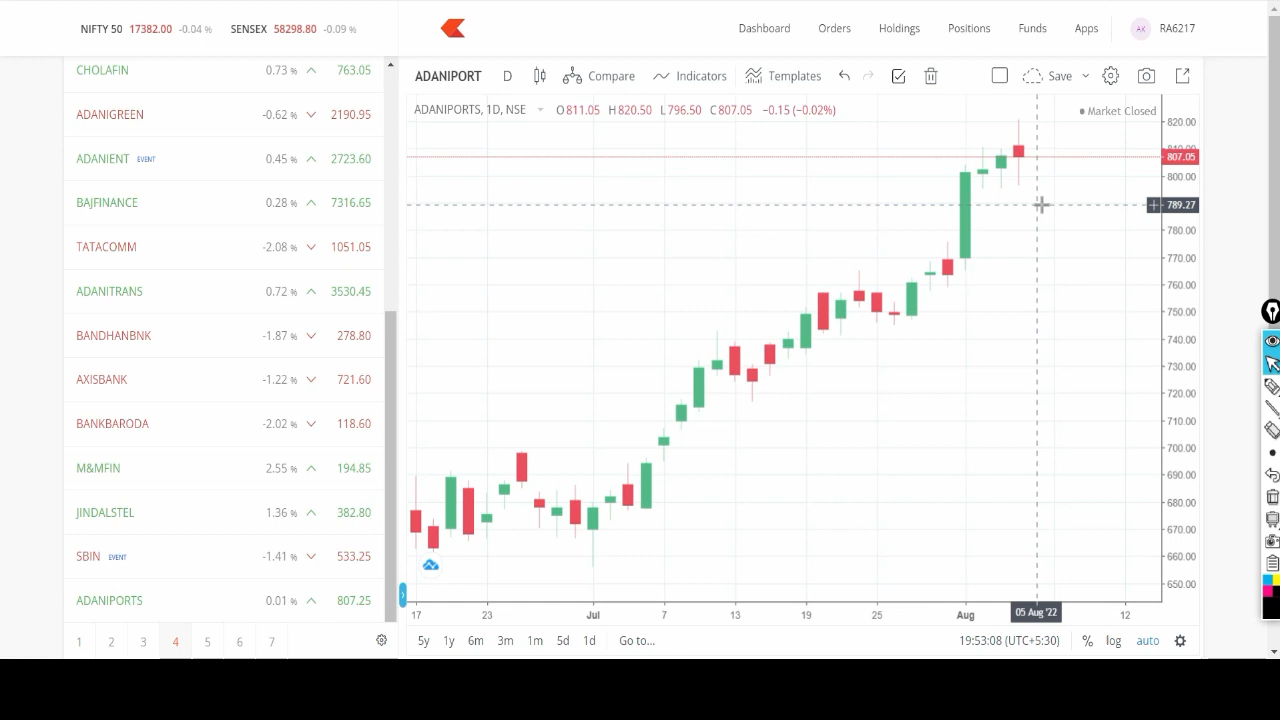 NIFTY 50 17382.00 -0.04 % SENSEX 58298.80 -0.09 %
Dashboard Orders Holdings Positions Funds Apps AK RA6217
CHOLAFIN 0.73 % 763.05
ADANIGREEN -0.62 % 2190.95
ADANIENT EVENT 0.45 % 2723.60
BAJFINANCE 0.28 % 7316.65
TATACOMM -2.08 % 1051.05
ADANITRANS 0.72 % 3530.45
BANDHANBNK -1.87 % 278.80
AXISBANK -1.22 % 721.60
BANKBARODA -2.02 % 118.60
M&MFIN 2.55 % 194.85
JINDALSTEL 1.36 % 382.80
SBIN EVENT -1.41 % 533.25
ADANIPORTS 0.01 % 807.25
1 2 3 4 5 6 7
ADANIPORT D Compare Indicators Templates Save
ADANIPORTS, 1D, NSE O811.05 H820.50 L796.50 C807.05 −0.15 (−0.02%)
Market Closed
820.00
810.00
807.05
800.00
789.27
780.00
770.00
760.00
750.00
740.00
730.00
720.00
710.00
700.00
690.00
680.00
670.00
660.00
650.00
17 23 Jul 7 13 19 25 Aug 05 Aug '22 12
5y 1y 6m 3m 1m 5d 1d Go to... 19:53:08 (UTC+5:30) % log auto